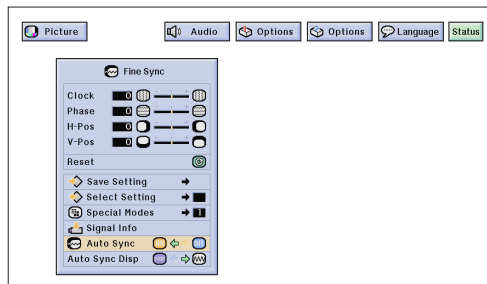 Picture Audio Options Options Language Status
Fine Sync
Clock 0
Phase 0
H-Pos 0
V-Pos 0
Reset
Save Setting
Select Setting
Special Modes 1
Signal Info
Auto Sync
Auto Sync Disp